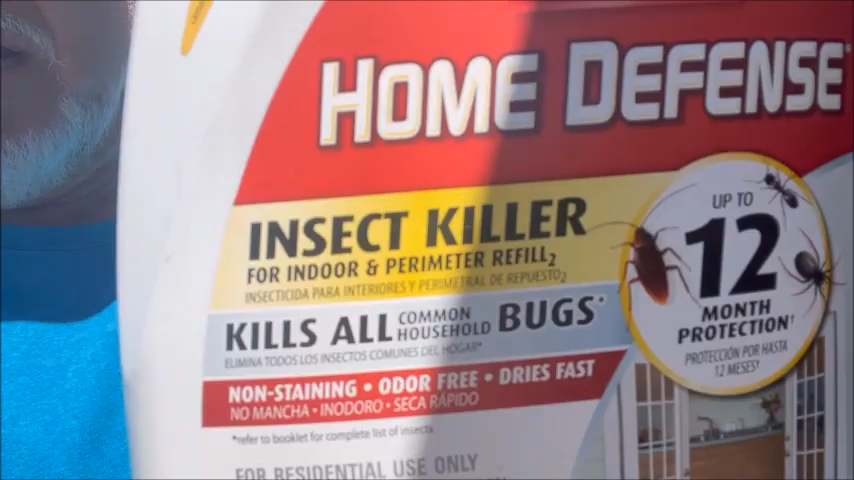 HOME DEFENSE
INSECT KILLER
FOR INDOOR & PERIMETER REFILL2
INSECTICIDA PARA INTERIORES Y PERIMETRAL DE REPUESTO2
KILLS ALL COMMON HOUSEHOLD BUGS*
ELIMINA TODOS LOS INSECTOS COMUNES DEL HOGAR*
NON-STAINING • ODOR FREE • DRIES FAST
NO MANCHA • INODORO • SECA RÁPIDO
*refer to booklet for complete list of insects
FOR RESIDENTIAL USE ONLY
UP TO
12
MONTH
PROTECTION†
PROTECCIÓN POR HASTA
12 MESES†